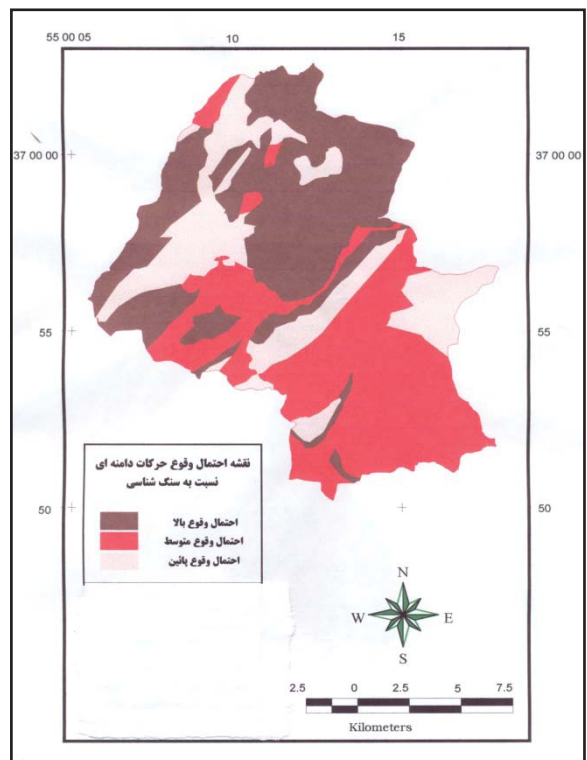 55 00 05 10 15
37 00 00 37 00 00
55 55
50 50
نقشه احتمال وقوع حرکات دامنه ای
نسبت به سنگ شناسی
احتمال وقوع بالا
احتمال وقوع متوسط
احتمال وقوع پائین
N
W E
S
2.5 0 2.5 5 7.5
Kilometers